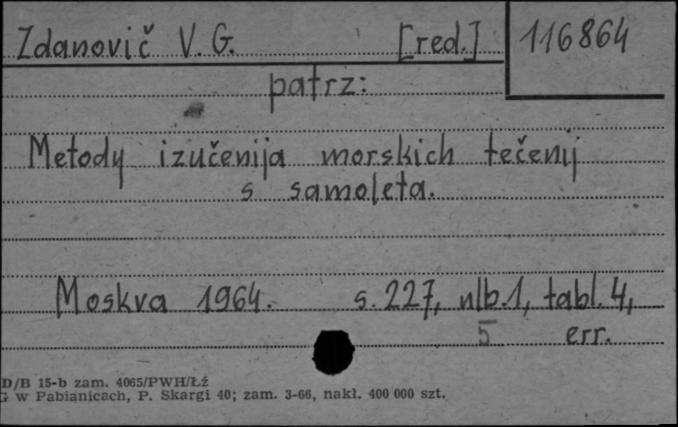 Zdanovič V. G. [red.] 116864
patrz:
Metody izučenija morskich tečenij
s samoleta.
Moskva 1964. s. 227, nlb. 1, tabl. 4,
5 err.
D/B 15-b zam. 4065/PWH/Łź
G w Pabianicach, P. Skargi 40; zam. 3-66, nakł. 400 000 szt.